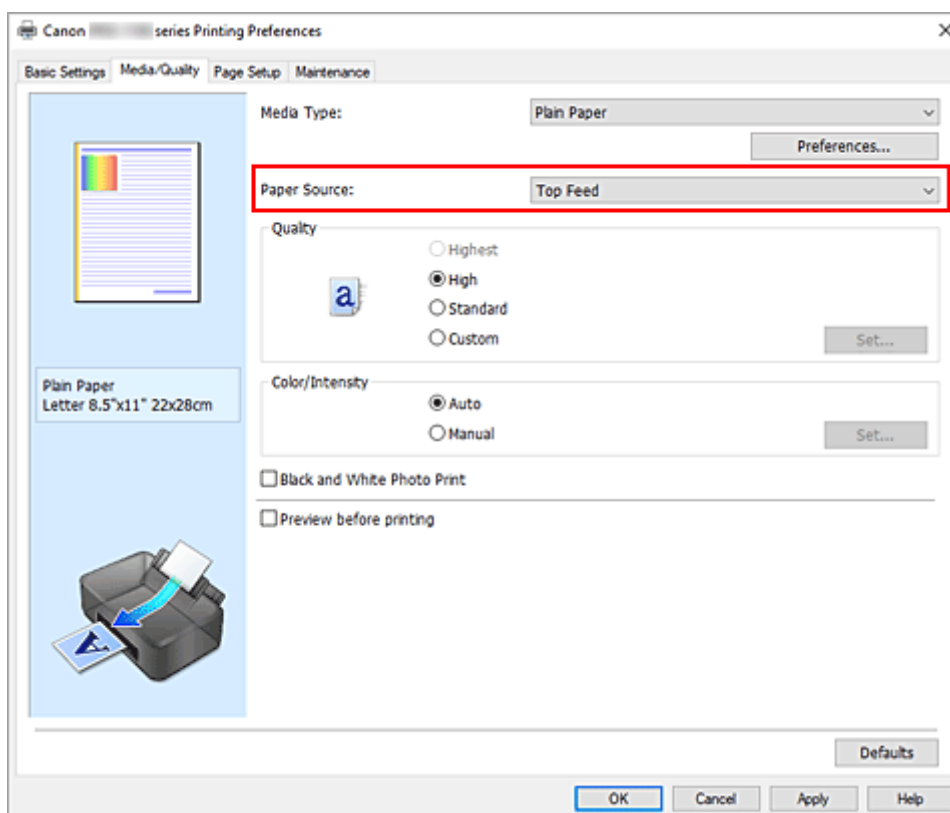 Canon series Printing Preferences
Basic Settings Media/Quality Page Setup Maintenance
Media Type: Plain Paper
Preferences...
Paper Source: Top Feed
Quality
Highest
a High
Standard
Custom Set...
Plain Paper
Letter 8.5"x11" 22x28cm
Color/Intensity
Auto
Manual Set...
Black and White Photo Print
Preview before printing
A
Defaults
OK Cancel Apply Help